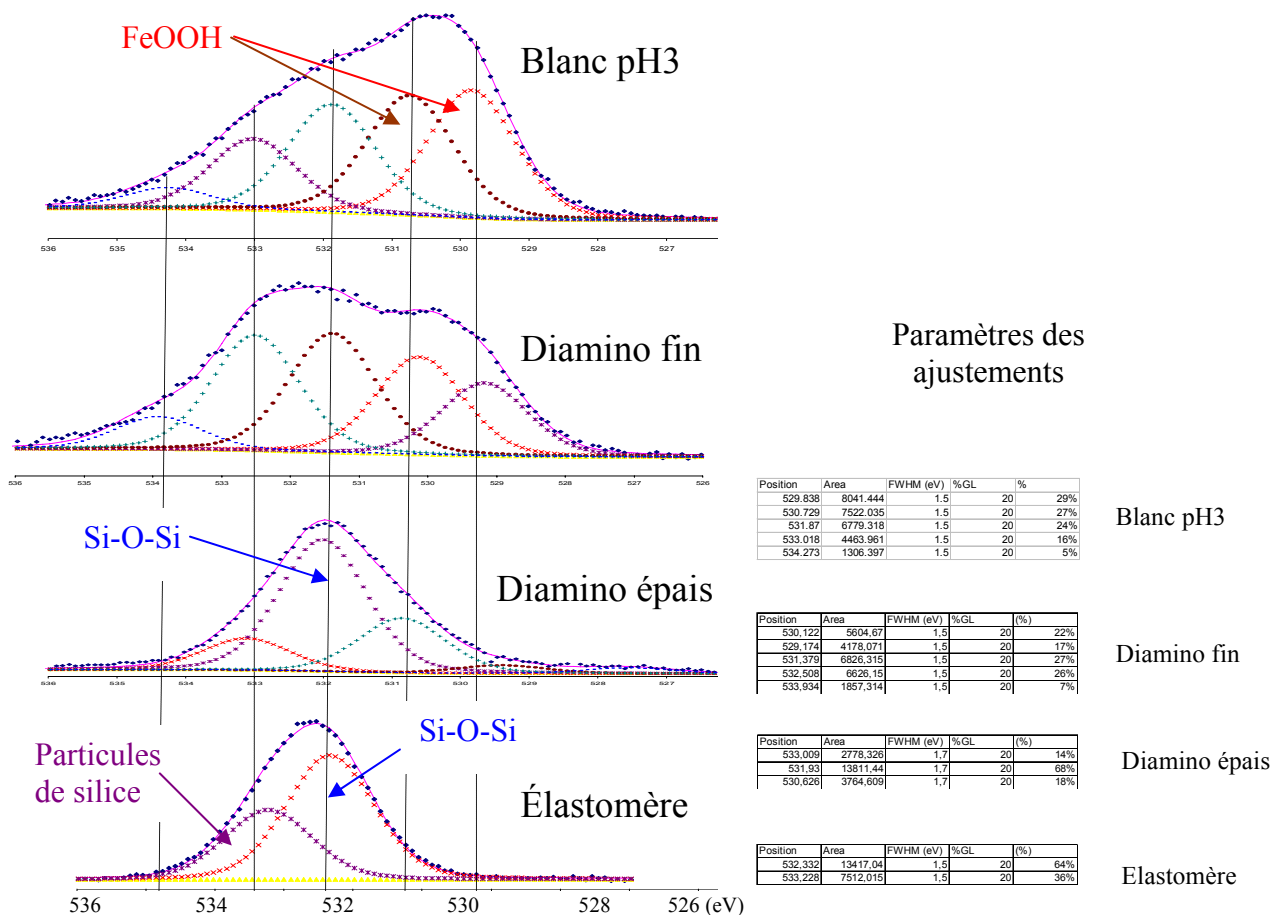 FeOOH
Blanc pH3
536 535 534 533 532 531 530 529 528 527
Diamino fin
536 535 534 533 532 531 530 529 528 527 526
Si-O-Si
Diamino épais
536 535 534 533 532 531 530 529 528 527
Si-O-Si
Particules
de silice
Élastomère
536 534 532 530 528 526 (eV)
Paramètres des
ajustements
Position Area FWHM (eV) %GL %
529.838 8041.444 1.5 20 29%
530.729 7522.035 1.5 20 27%
531.87 6779.318 1.5 20 24%
533.018 4463.961 1.5 20 16%
534.273 1306.397 1.5 20 5%
Blanc pH3
Position Area FWHM (eV) %GL (%)
530,122 5604,67 1,5 20 22%
529,174 4178,071 1,5 20 17%
531,379 6826,315 1,5 20 27%
532,508 6626,15 1,5 20 26%
533,934 1857,314 1,5 20 7%
Diamino fin
Position Area FWHM (eV) %GL (%)
533,009 2778,326 1,7 20 14%
531,93 13811,44 1,7 20 68%
530,626 3764,609 1,7 20 18%
Diamino épais
Position Area FWHM (eV) %GL (%)
532,332 13417,04 1,5 20 64%
533,228 7512,015 1,5 20 36%
Elastomère